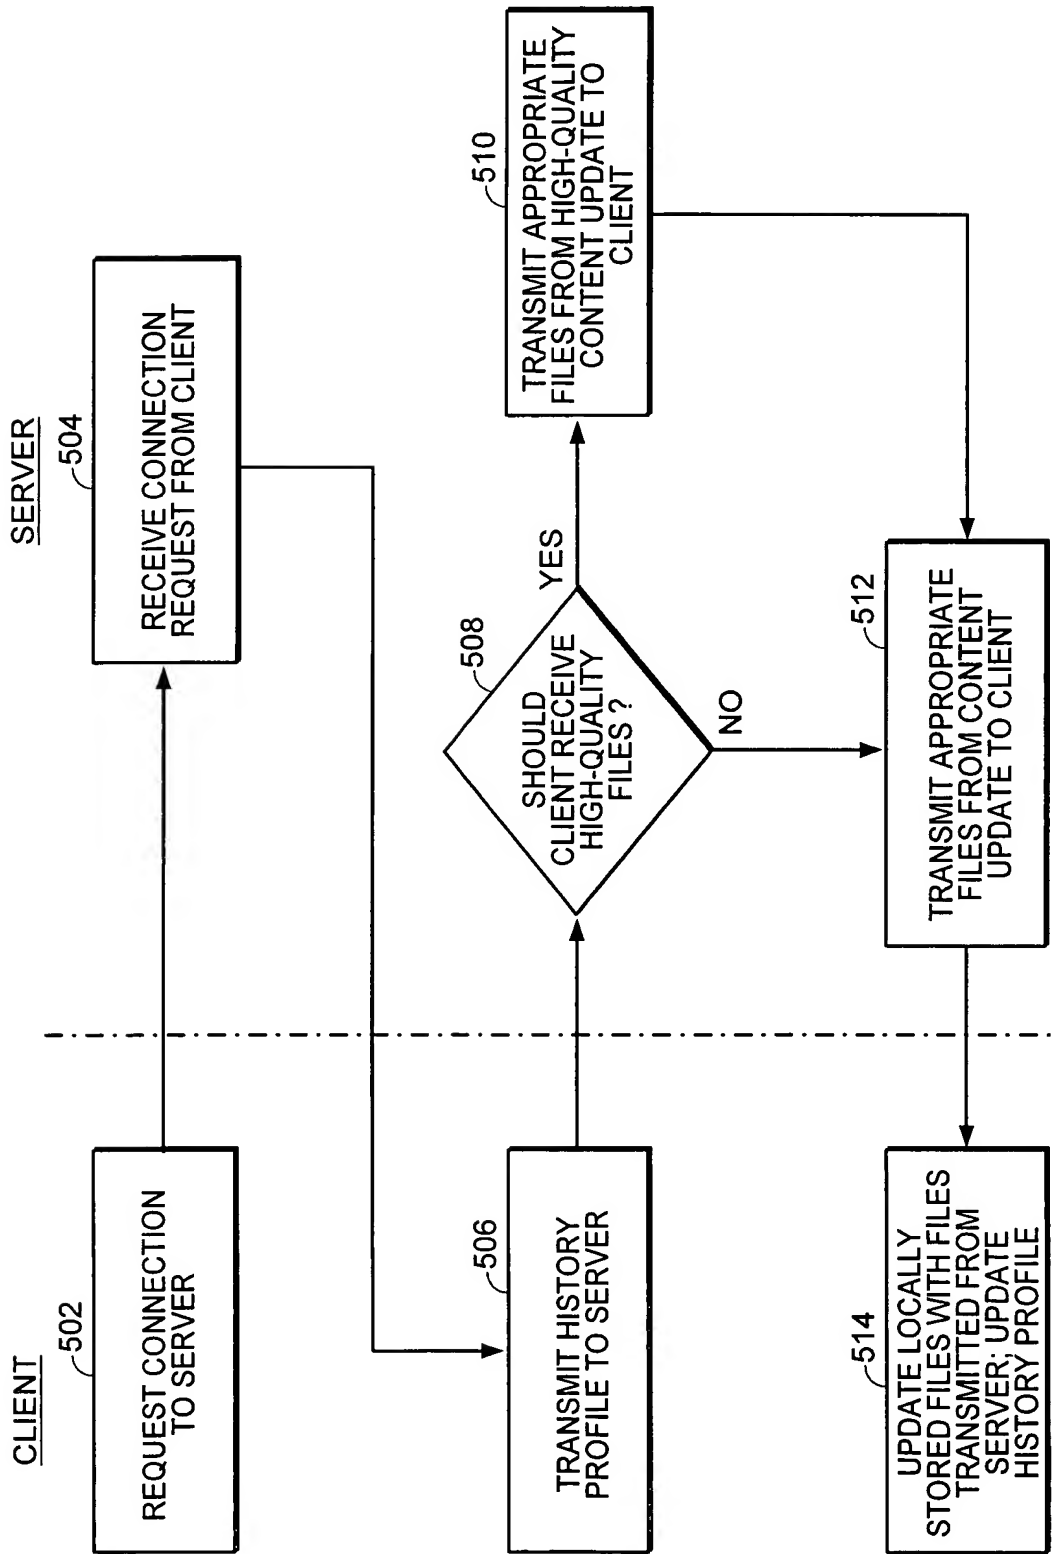 CLIENT
SERVER
502
REQUEST CONNECTION
TO SERVER
504
RECEIVE CONNECTION
REQUEST FROM CLIENT
506
TRANSMIT HISTORY
PROFILE TO SERVER
508
SHOULD
CLIENT RECEIVE
HIGH-QUALITY
FILES ?
YES
NO
510
TRANSMIT APPROPRIATE
FILES FROM HIGH-QUALITY
CONTENT UPDATE TO
CLIENT
512
TRANSMIT APPROPRIATE
FILES FROM CONTENT
UPDATE TO CLIENT
514
UPDATE LOCALLY
STORED FILES WITH FILES
TRANSMITTED FROM
SERVER; UPDATE
HISTORY PROFILE